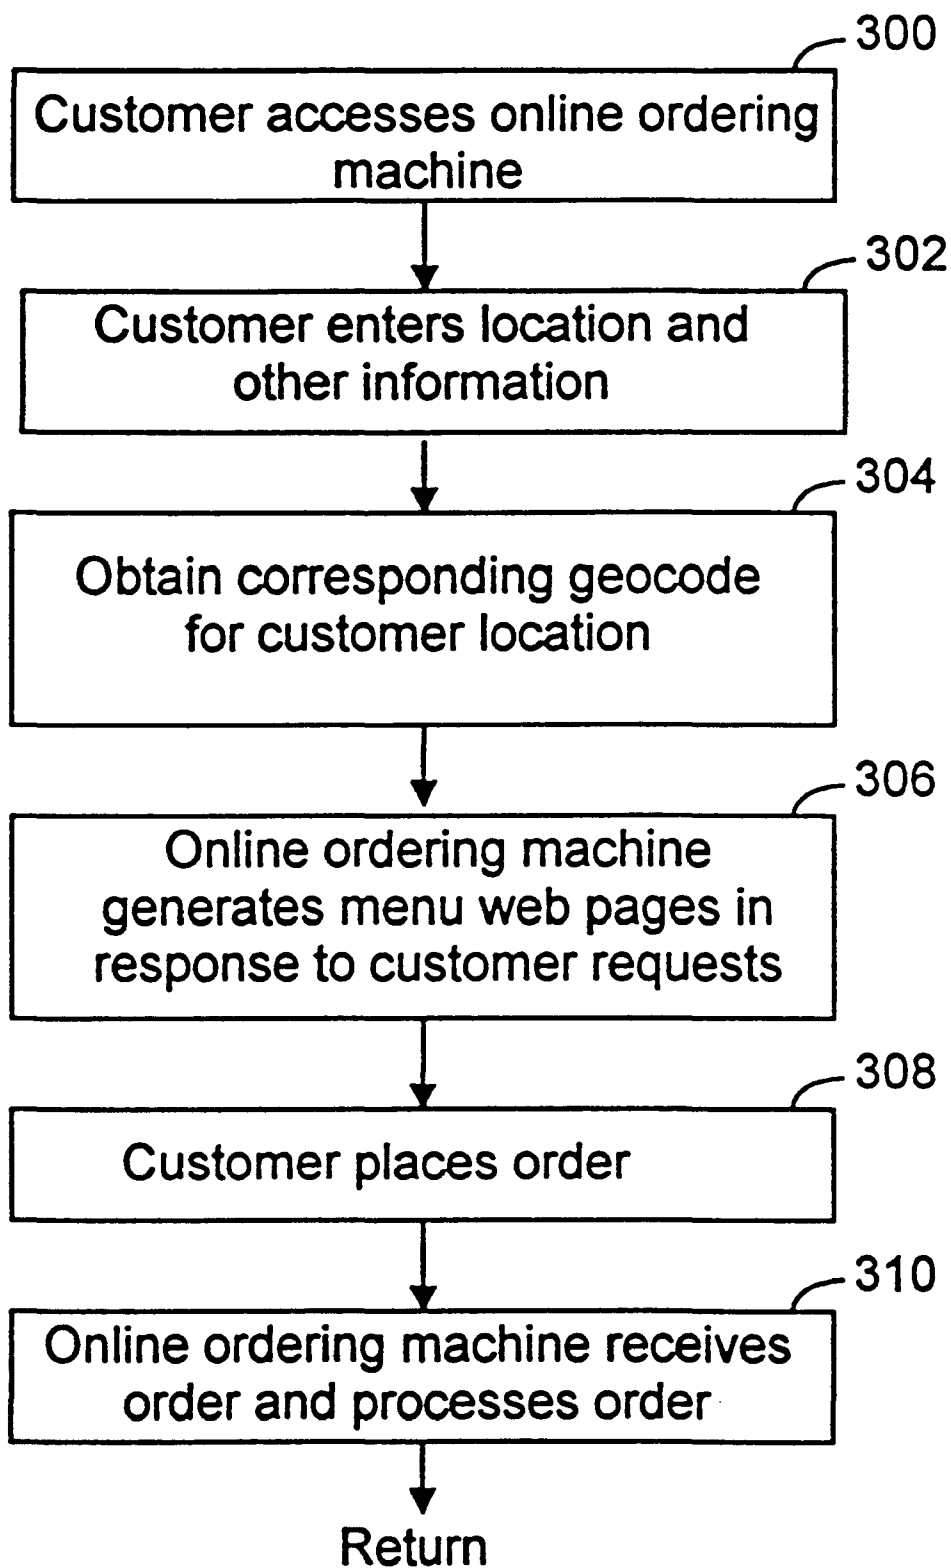 300
Customer accesses online ordering
machine
302
Customer enters location and
other information
304
Obtain corresponding geocode
for customer location
306
Online ordering machine
generates menu web pages in
response to customer requests
308
Customer places order
310
Online ordering machine receives
order and processes order
Return